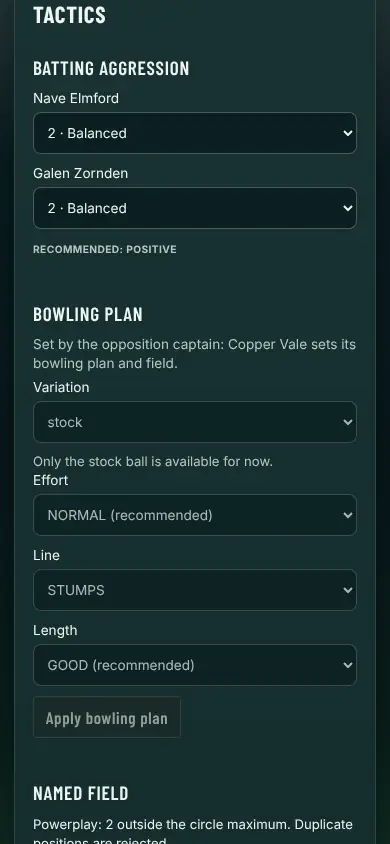 TACTICS
BATTING AGGRESSION
Nave Elmford
2 · Balanced
Galen Zornden
2 · Balanced
RECOMMENDED: POSITIVE
BOWLING PLAN
Set by the opposition captain: Copper Vale sets its
bowling plan and field.
Variation
stock
Only the stock ball is available for now.
Effort
NORMAL (recommended)
Line
STUMPS
Length
GOOD (recommended)
Apply bowling plan
NAMED FIELD
Powerplay: 2 outside the circle maximum. Duplicate
positions are rejected.